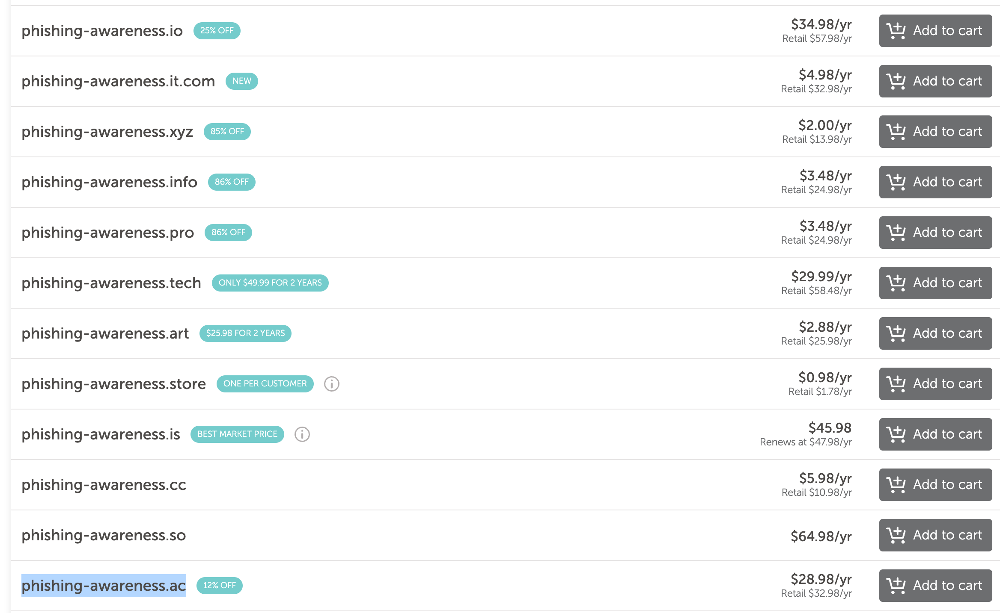 phishing-awareness.io 25% OFF $34.98/yr Add to cart
Retail $57.98/yr
phishing-awareness.it.com NEW $4.98/yr Add to cart
Retail $32.98/yr
phishing-awareness.xyz 85% OFF $2.00/yr Add to cart
Retail $13.98/yr
phishing-awareness.info 86% OFF $3.48/yr Add to cart
Retail $24.98/yr
phishing-awareness.pro 86% OFF $3.48/yr Add to cart
Retail $24.98/yr
phishing-awareness.tech ONLY $49.99 FOR 2 YEARS $29.99/yr Add to cart
Retail $58.48/yr
phishing-awareness.art $25.98 FOR 2 YEARS $2.88/yr Add to cart
Retail $25.98/yr
phishing-awareness.store ONE PER CUSTOMER $0.98/yr Add to cart
Retail $1.78/yr
phishing-awareness.is BEST MARKET PRICE $45.98 Add to cart
Renews at $47.98/yr
phishing-awareness.cc $5.98/yr Add to cart
Retail $10.98/yr
phishing-awareness.so $64.98/yr Add to cart
phishing-awareness.ac 12% OFF $28.98/yr Add to cart
Retail $32.98/yr